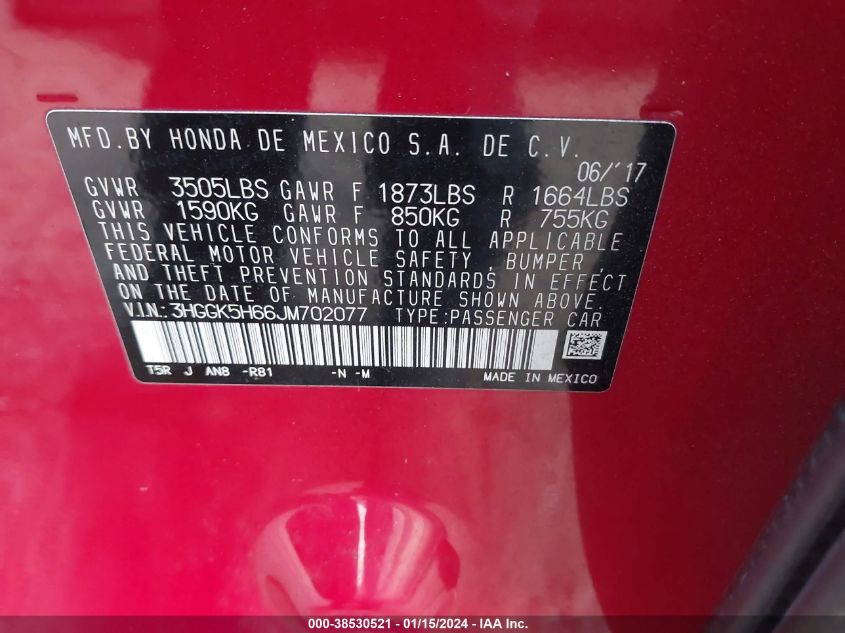 MFD. BY HONDA DE MEXICO S.A. DE C.V.
06/'17
GVWR 3505LBS GAWR F 1873LBS R 1664LBS
GVWR 1590KG GAWR F 850KG R 755KG
THIS VEHICLE CONFORMS TO ALL APPLICABLE
FEDERAL MOTOR VEHICLE SAFETY, BUMPER,
AND THEFT PREVENTION STANDARDS IN EFFECT
ON THE DATE OF MANUFACTURE SHOWN ABOVE.
V.I.N.: 3HGGK5H66JM702077 TYPE:PASSENGER CAR
T5R J AN8 -R81 -N -M MADE IN MEXICO
000-38530521 - 01/15/2024 - IAA Inc.